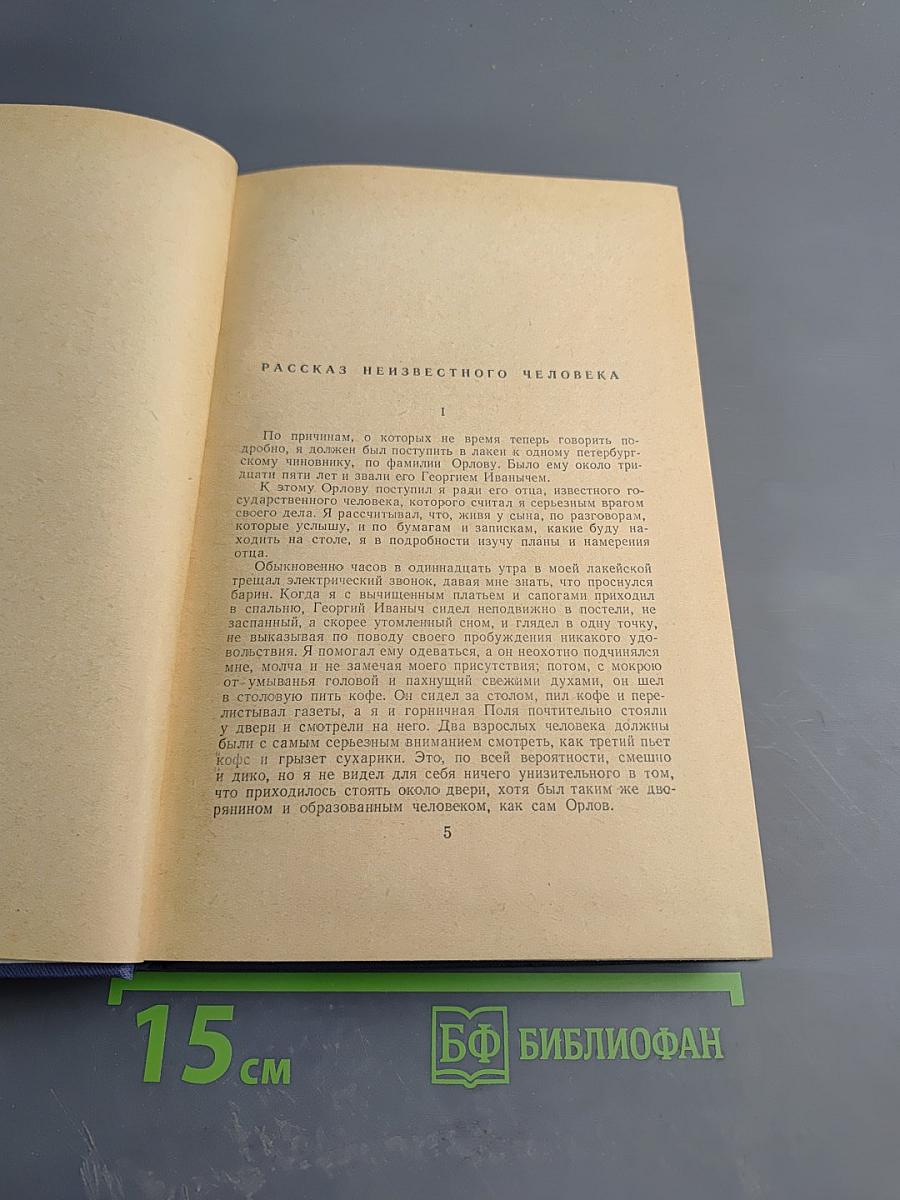 РАССКАЗ НЕИЗВЕСТНОГО ЧЕЛОВЕКА
I
По причинам, о которых не время теперь говорить по-
дробно, я должен был поступить в лакеи к одному петербург-
скому чиновнику, по фамилии Орлову. Было ему около три-
дцати пяти лет и звали его Георгием Иванычем.
К этому Орлову поступил я ради его отца, известного го-
сударственного человека, которого считал я серьезным врагом
своего дела. Я рассчитывал, что, живя у сына, по разговорам,
которые услышу, и по бумагам и запискам, какие буду на-
ходить на столе, я в подробности изучу планы и намерения
отца.
Обыкновенно часов в одиннадцать утра в моей лакейской
трещал электрический звонок, давая мне знать, что проснулся
барин. Когда я с вычищенным платьем и сапогами приходил
в спальню, Георгий Иваныч сидел неподвижно в постели, не
заспанный, а скорее утомленный сном, и глядел в одну точку,
не выказывая по поводу своего пробуждения никакого удо-
вольствия. Я помогал ему одеваться, а он неохотно подчинялся
мне, молча и не замечая моего присутствия; потом, с мокрою
от умыванья головой и пахнущий свежими духами, он шел
в столовую пить кофе. Он сидел за столом, пил кофе и пере-
листывал газеты, а я и горничная Поля почтительно стояли
у двери и смотрели на него. Два взрослых человека должны
были с самым серьезным вниманием смотреть, как третий пьет
кофе и грызет сухарики. Это, по всей вероятности, смешно
и дико, но я не видел для себя ничего унизительного в том,
что приходилось стоять около двери, хотя был таким же дво-
рянином и образованным человеком, как сам Орлов.
5
15 см
БФ БИБЛИОФАН